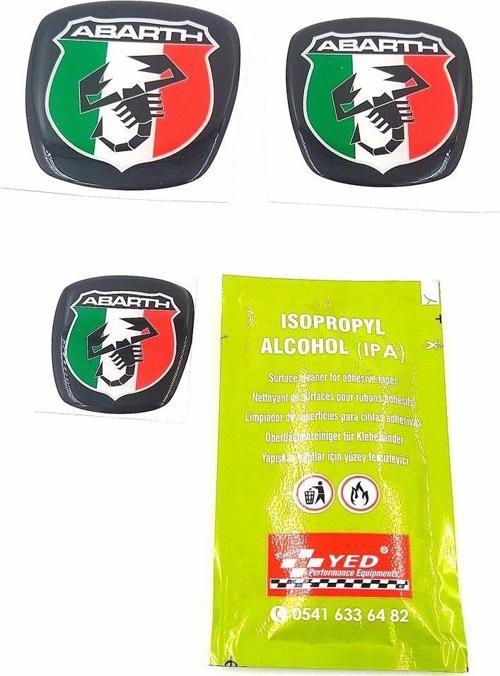 ABARTH
ABARTH
ABARTH
ISOPROPYL
ALCOHOL (IPA)
Surface cleaner for adhesive tapes
Nettoyant de surfaces pour rubans adhésifs
Limpiador de superficies para cintas adhesivas
Oberflächenreiniger für Klebebänder
Yapışkan bantlar için yüzey temizleyici
YED®
Performance Equipments
0541 633 64 82